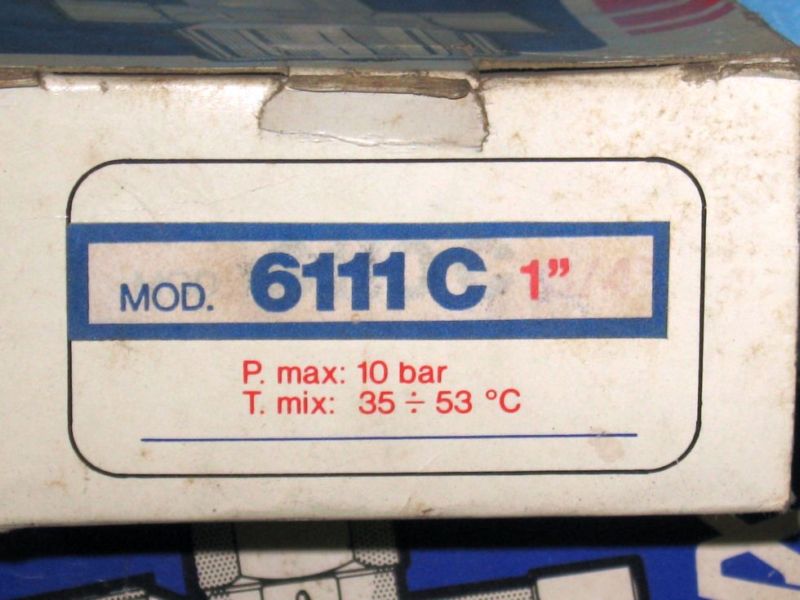 MOD. 6111 C 1"
P. max: 10 bar
T. mix: 35 ÷ 53 °C